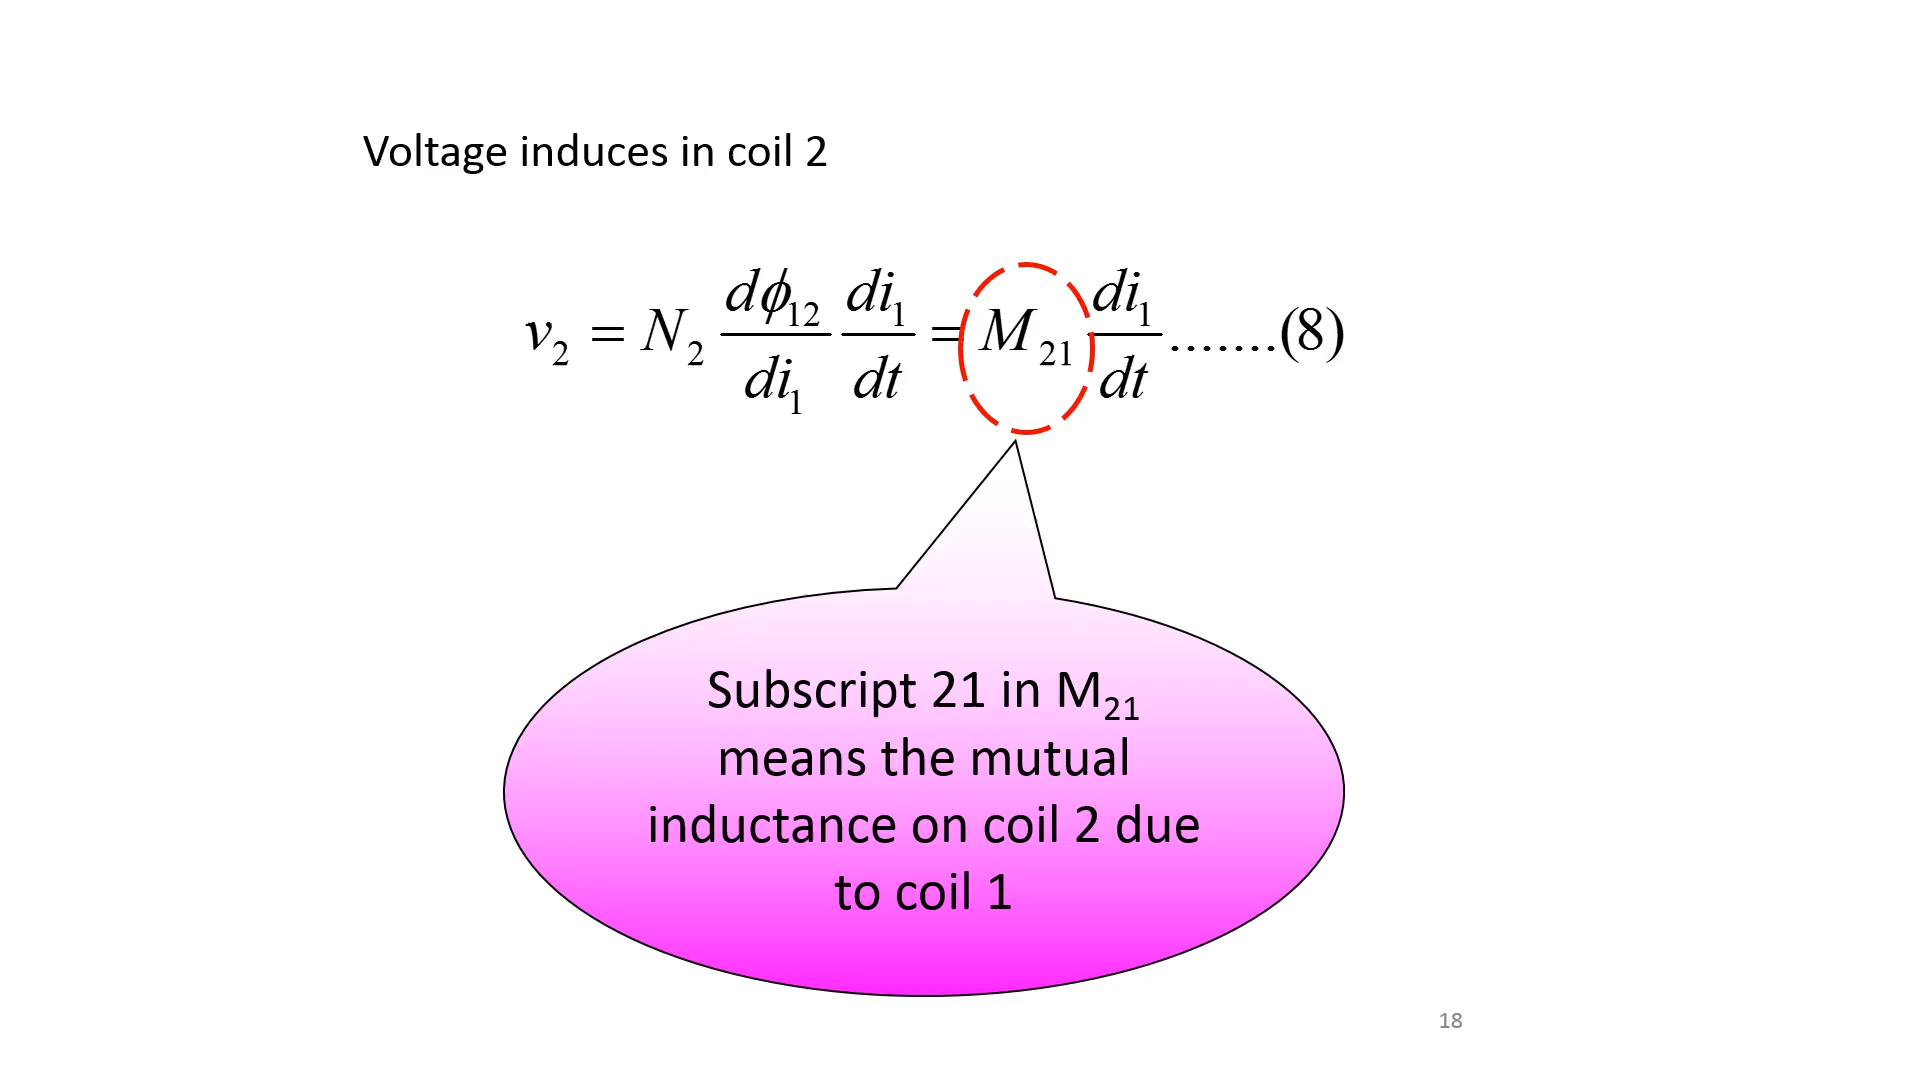 Voltage induces in coil 2
v₂ = N₂ dϕ₁₂/di₁ di₁/dt = M₂₁ di₁/dt .......(8)
Subscript 21 in M₂₁
means the mutual
inductance on coil 2 due
to coil 1
18